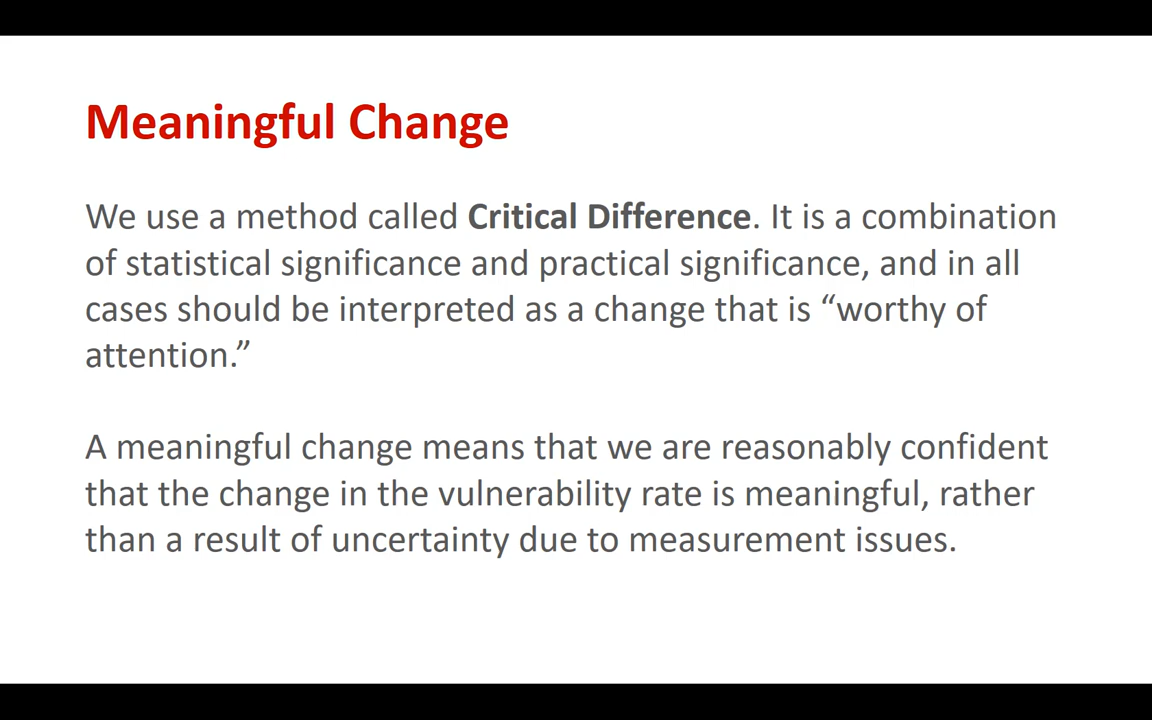 Meaningful Change
We use a method called Critical Difference. It is a combination
of statistical significance and practical significance, and in all
cases should be interpreted as a change that is “worthy of
attention.”
A meaningful change means that we are reasonably confident
that the change in the vulnerability rate is meaningful, rather
than a result of uncertainty due to measurement issues.